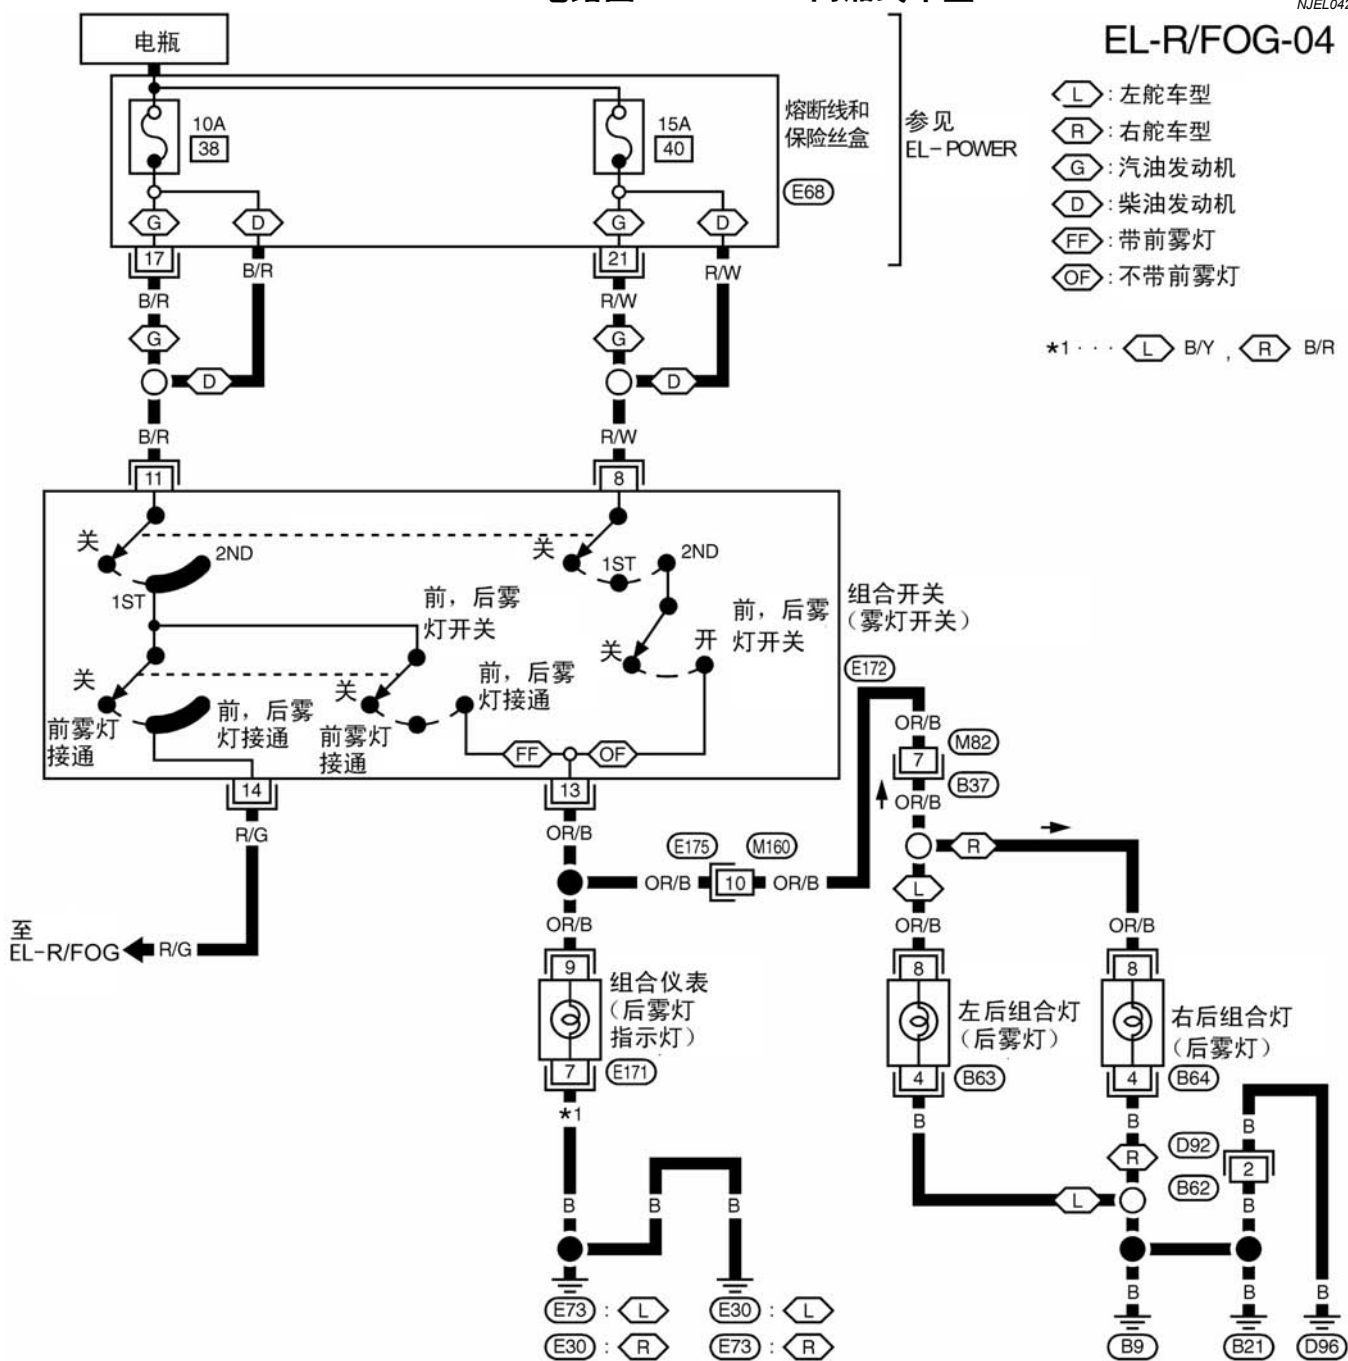 NJEL042
EL-R/FOG-04
电瓶
10A
38
15A
40
熔断线和
保险丝盒
E68
参见
EL-POWER
L : 左舵车型
R : 右舵车型
G : 汽油发动机
D : 柴油发动机
FF : 带前雾灯
OF : 不带前雾灯
*1 ··· L B/Y , R B/R
G
D
G
D
17
B/R
21
R/W
B/R
R/W
G
G
D
D
B/R
R/W
11
8
关
2ND
1ST
关
1ST
2ND
前，后雾
灯开关
关
开
前，后雾
灯开关
组合开关
（雾灯开关）
E172
关
前雾灯
接通
前，后雾
灯接通
关
前雾灯
接通
前，后雾
灯接通
FF
OF
14
13
R/G
OR/B
OR/B
7
M82
B37
OR/B
E175
M160
OR/B
10
OR/B
R
L
至
EL-R/FOG
R/G
OR/B
OR/B
OR/B
9
组合仪表
（后雾灯
指示灯）
7
E171
8
左后组合灯
（后雾灯）
4
B63
8
右后组合灯
（后雾灯）
4
B64
*1
B
B
B
R
L
D92
2
B62
B
B
B
B
B
B
B
B
E73 : L
E30 : R
E30 : L
E73 : R
B9
B21
D96